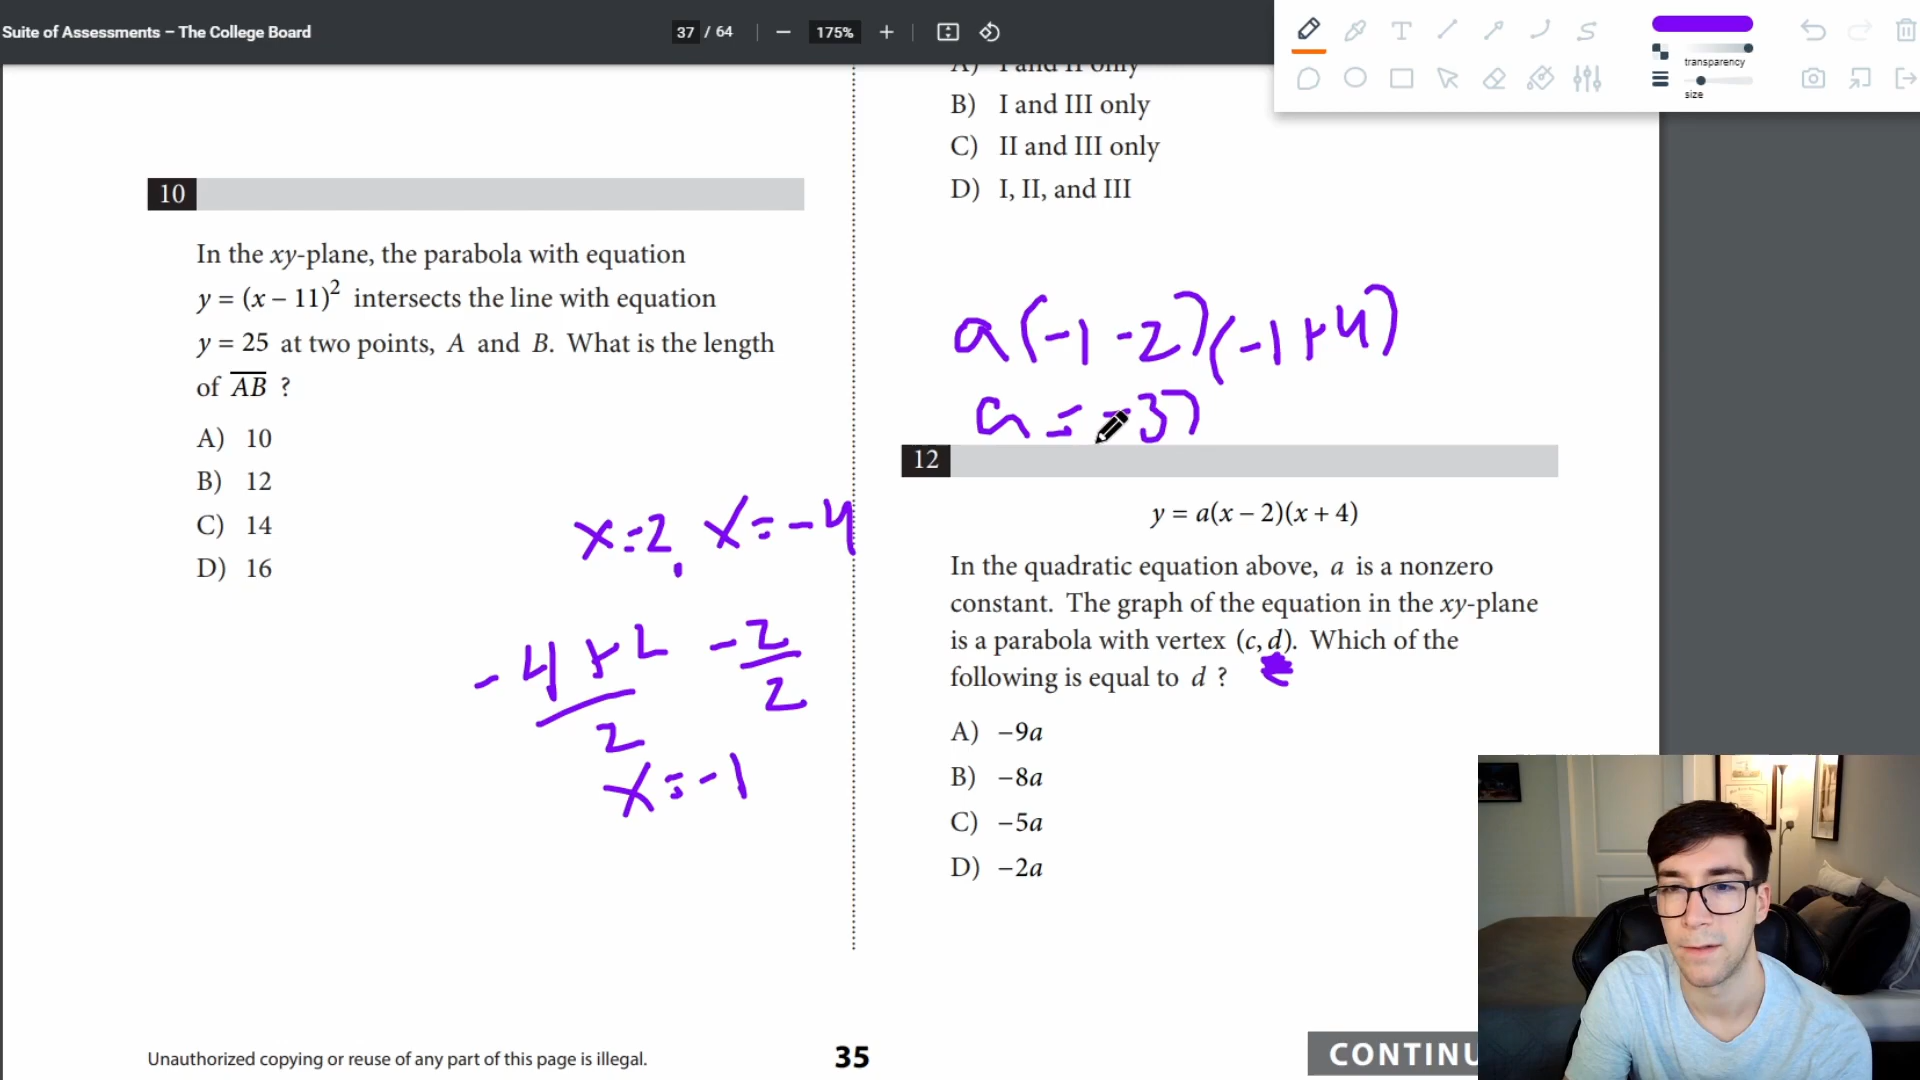 Suite of Assessments – The College Board
37 / 64
175%
transparency
size
10
In the xy-plane, the parabola with equation
y = (x – 11)² intersects the line with equation
y = 25 at two points, A and B. What is the length
of AB ?
A) 10
B) 12
C) 14
D) 16
x=2, x=-4
-4+2 -2
2 2
x=-1
A) I and II only
B) I and III only
C) II and III only
D) I, II, and III
a(-1-2)(-1+4)
12
y = a(x – 2)(x + 4)
In the quadratic equation above, a is a nonzero
constant. The graph of the equation in the xy-plane
is a parabola with vertex (c, d). Which of the
following is equal to d ?
A) –9a
B) –8a
C) –5a
D) –2a
Unauthorized copying or reuse of any part of this page is illegal.
35